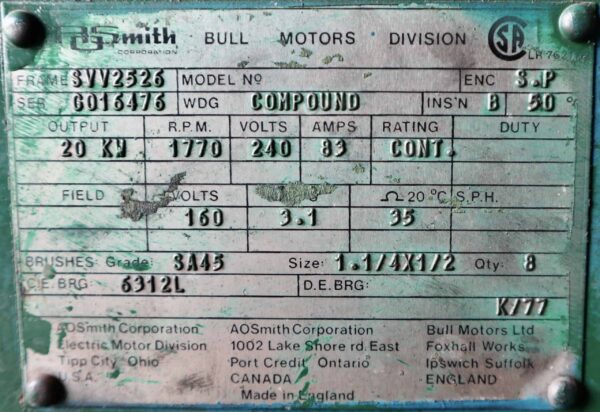 AOSmith CORPORATION BULL MOTORS DIVISION SA
FRAME SVV2526 MODEL Nº ENC S.P
SER G016476 WDG COMPOUND INS'N B 50 °
OUTPUT R.P.M. VOLTS AMPS RATING DUTY
20 KW 1770 240 83 CONT.
FIELD VOLTS Ω 20 °C S.P.H.
160 3.1 35
BRUSHES Grade: SA45 Size: 1.1/4X1/2 Qty: 8
C.E. BRG: 6312L D.E. BRG:
K/77
AOSmith Corporation AOSmith Corporation Bull Motors Ltd
Electric Motor Division 1002 Lake Shore rd. East Foxhall Works
Tipp City, Ohio Port Credit, Ontario Ipswich Suffolk
U.S.A. CANADA ENGLAND
Made in England